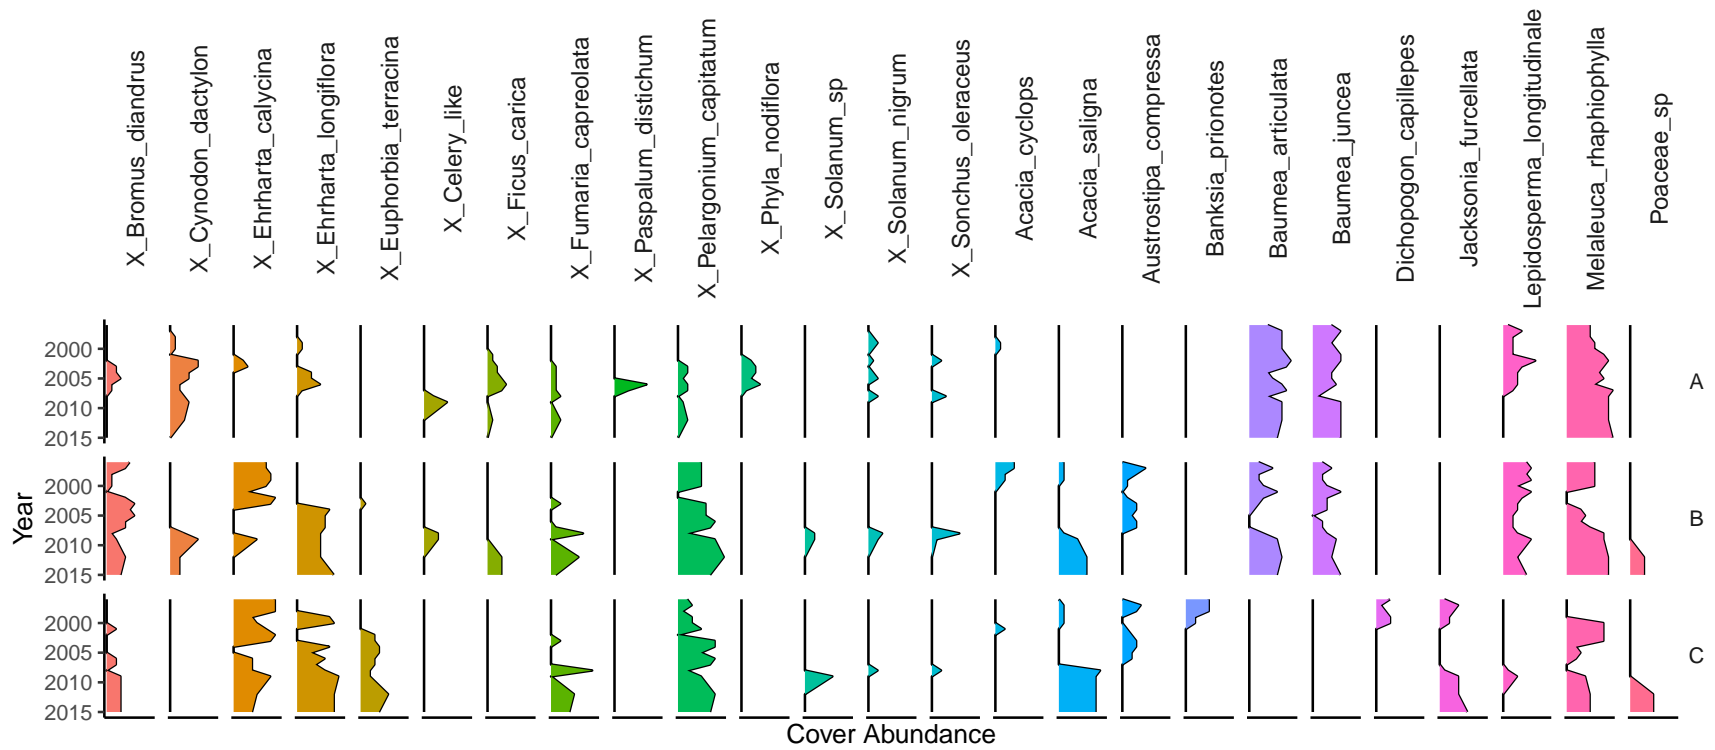 X_Bromus_diandrus
X_Cynodon_dactylon
X_Ehrharta_calycina
X_Ehrharta_longiflora
X_Euphorbia_terracina
X_Celery_like
X_Ficus_carica
X_Fumaria_capreolata
X_Paspalum_distichum
X_Pelargonium_capitatum
X_Phyla_nodiflora
X_Solanum_sp
X_Solanum_nigrum
X_Sonchus_oleraceus
Acacia_cyclops
Acacia_saligna
Austrostipa_compressa
Banksia_prionotes
Baumea_articulata
Baumea_juncea
Dichopogon_capillepes
Jacksonia_furcellata
Lepidosperma_longitudinale
Melaleuca_rhaphiophylla
Poaceae_sp
Year
2000
2005
2010
2015
A
2000
2005
2010
2015
B
2000
2005
2010
2015
C
Cover Abundance